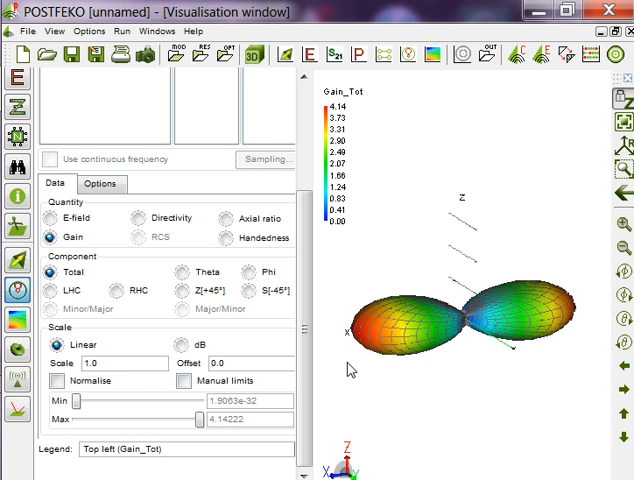 POSTFEKO [unnamed] - [Visualisation window]
File View Options Run Windows Help
MOD RES OPT 3D E S21 P OUT C E
E
Z
N
Use continuous frequency Sampling...
Data Options
Quantity
E-field Directivity Axial ratio
Gain RCS Handedness
Component
Total Theta Phi
LHC RHC Z[+45°] S[-45°]
Minor/Major Major/Minor
Scale
Linear dB
Scale 1.0 Offset 0.0
Normalise Manual limits
Min 1.9063e-32
Max 4.14222
Legend: Top left (Gain_Tot)
Gain_Tot
4.14
3.73
3.31
2.90
2.49
2.07
1.66
1.24
0.83
0.41
0.00
Z
X
Z
X Y